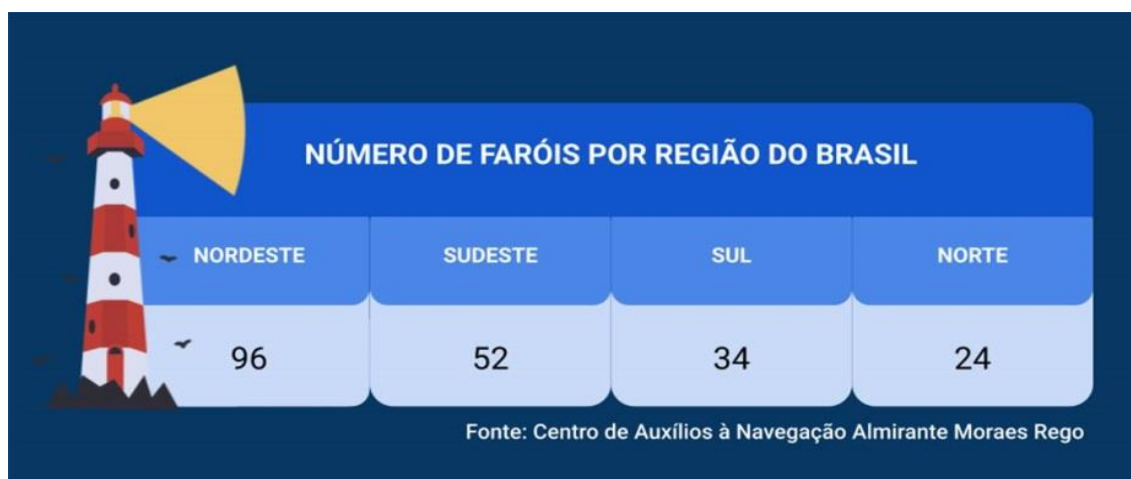 NÚMERO DE FARÓIS POR REGIÃO DO BRASIL
NORDESTE SUDESTE SUL NORTE
96 52 34 24
Fonte: Centro de Auxílios à Navegação Almirante Moraes Rego